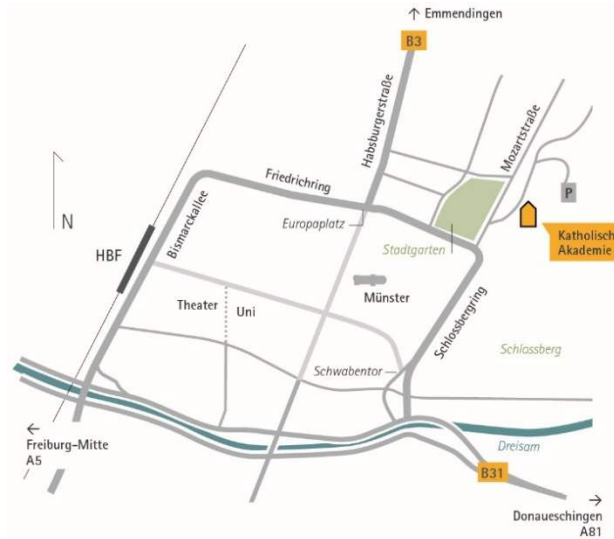 ↑ Emmendingen
B3
Habsburgerstraße
Mozartstraße
Friedrichring
P
N
Bismarckallee
Europaplatz
Stadtgarten
Katholisch
Akademie
HBF
Theater
Uni
Münster
Schlossbergring
Schlossberg
Schwabentor
←
Freiburg-Mitte
A5
Dreisam
B31
→
Donaueschingen
A81